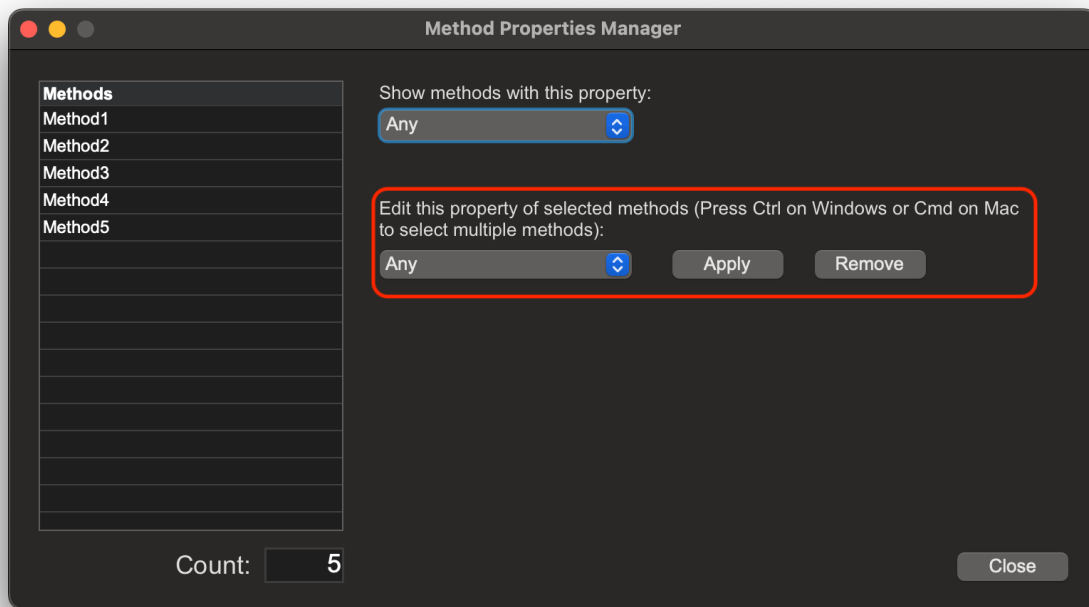 Method Properties Manager
Methods
Method1
Method2
Method3
Method4
Method5
Count: 5
Show methods with this property:
Any
Edit this property of selected methods (Press Ctrl on Windows or Cmd on Mac
to select multiple methods):
Any Apply Remove
Close